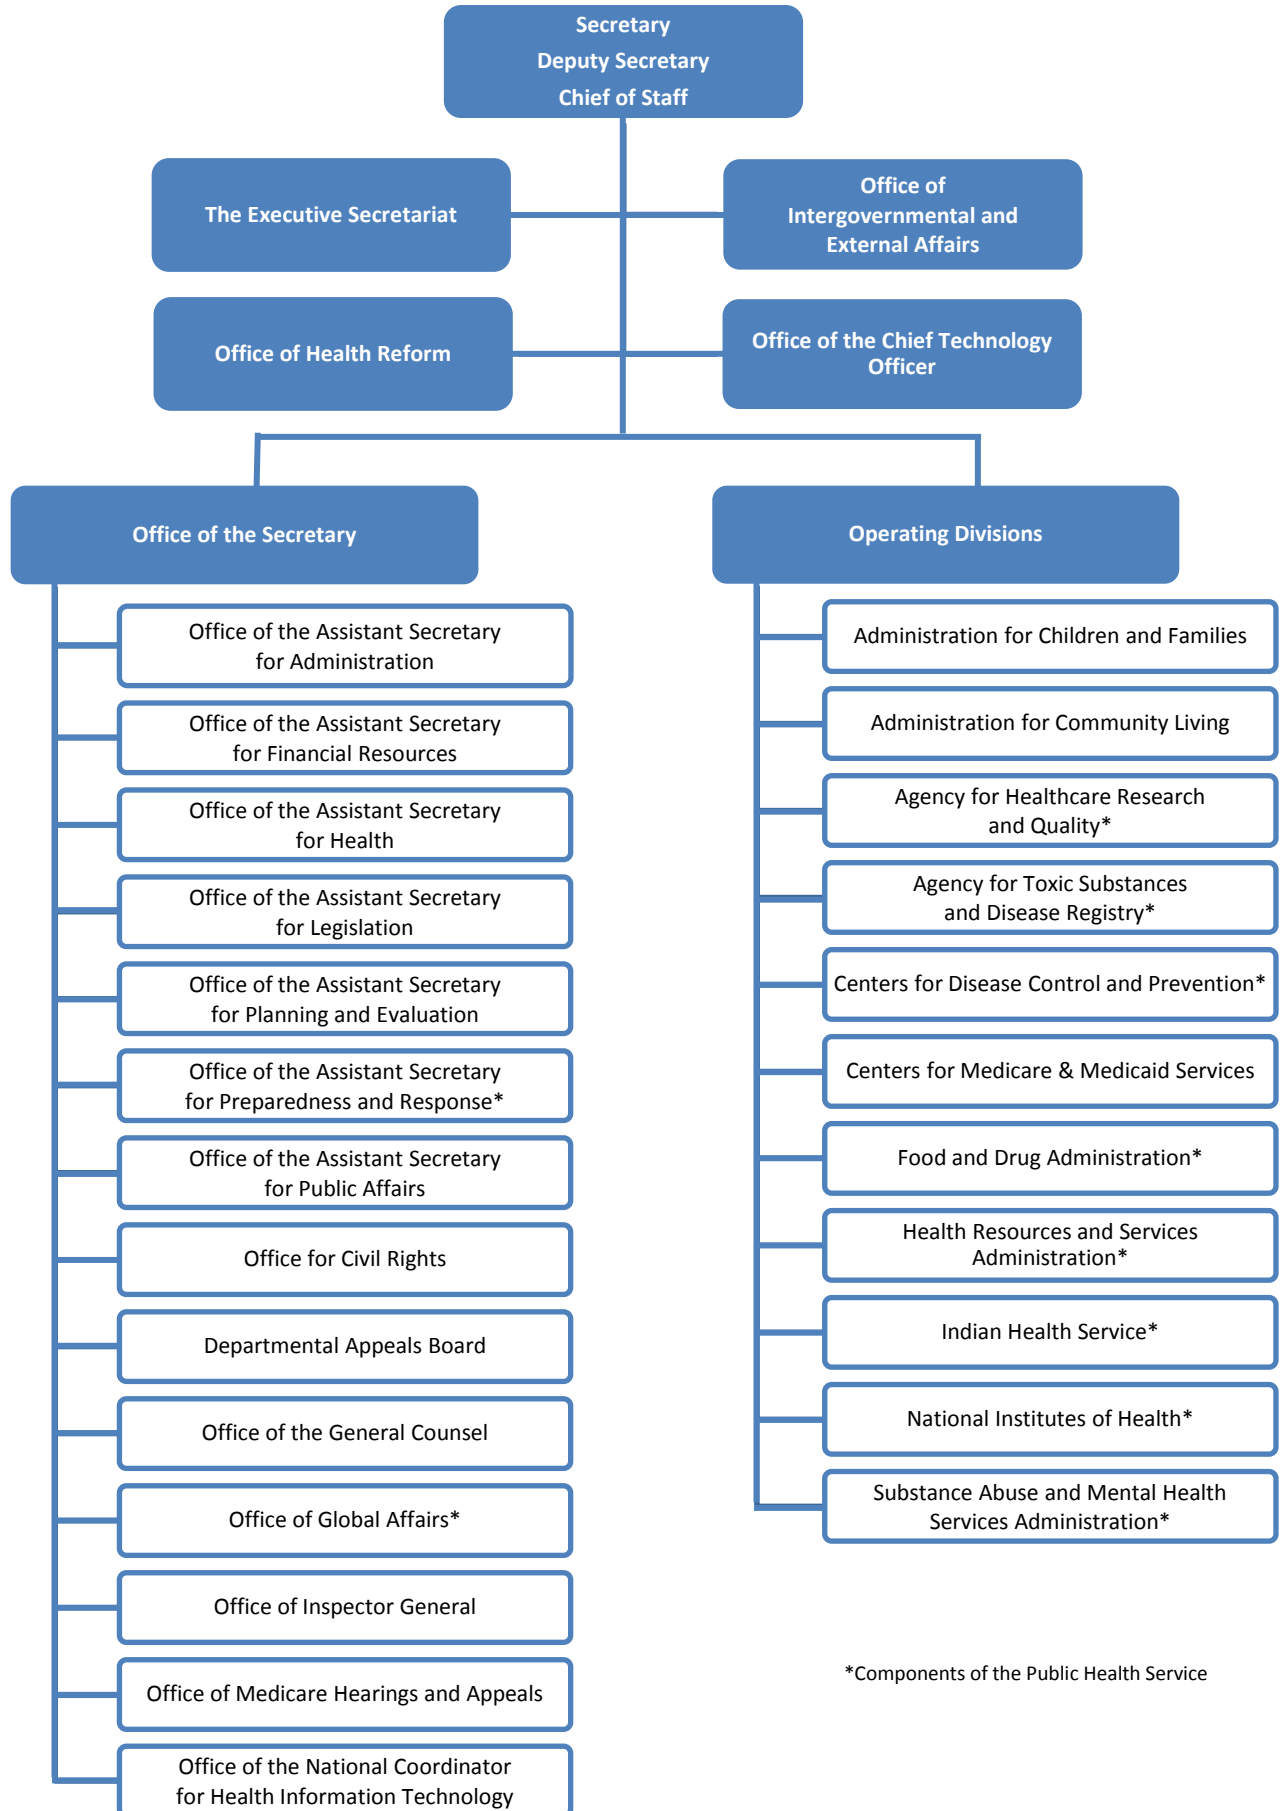 Secretary
Deputy Secretary
Chief of Staff
The Executive Secretariat
Office of
Intergovernmental and
External Affairs
Office of Health Reform
Office of the Chief Technology
Officer
Office of the Secretary
Operating Divisions
Office of the Assistant Secretary
for Administration
Office of the Assistant Secretary
for Financial Resources
Office of the Assistant Secretary
for Health
Office of the Assistant Secretary
for Legislation
Office of the Assistant Secretary
for Planning and Evaluation
Office of the Assistant Secretary
for Preparedness and Response*
Office of the Assistant Secretary
for Public Affairs
Office for Civil Rights
Departmental Appeals Board
Office of the General Counsel
Office of Global Affairs*
Office of Inspector General
Office of Medicare Hearings and Appeals
Office of the National Coordinator
for Health Information Technology
Administration for Children and Families
Administration for Community Living
Agency for Healthcare Research
and Quality*
Agency for Toxic Substances
and Disease Registry*
Centers for Disease Control and Prevention*
Centers for Medicare & Medicaid Services
Food and Drug Administration*
Health Resources and Services
Administration*
Indian Health Service*
National Institutes of Health*
Substance Abuse and Mental Health
Services Administration*
*Components of the Public Health Service